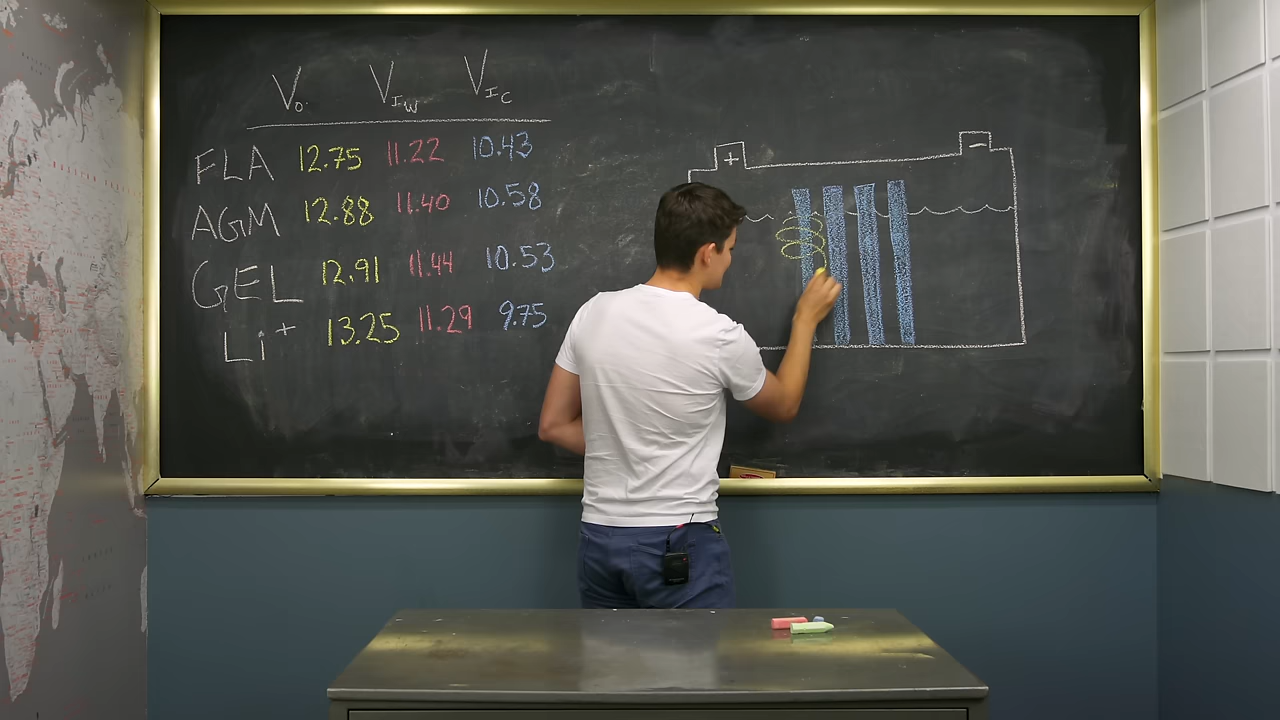 V₀ V_Iw V_Ic
FLA 12.75 11.22 10.43
AGM 12.88 11.40 10.58
GEL 12.91 11.44 10.53
Li⁺ 13.25 11.29 9.75
+ −